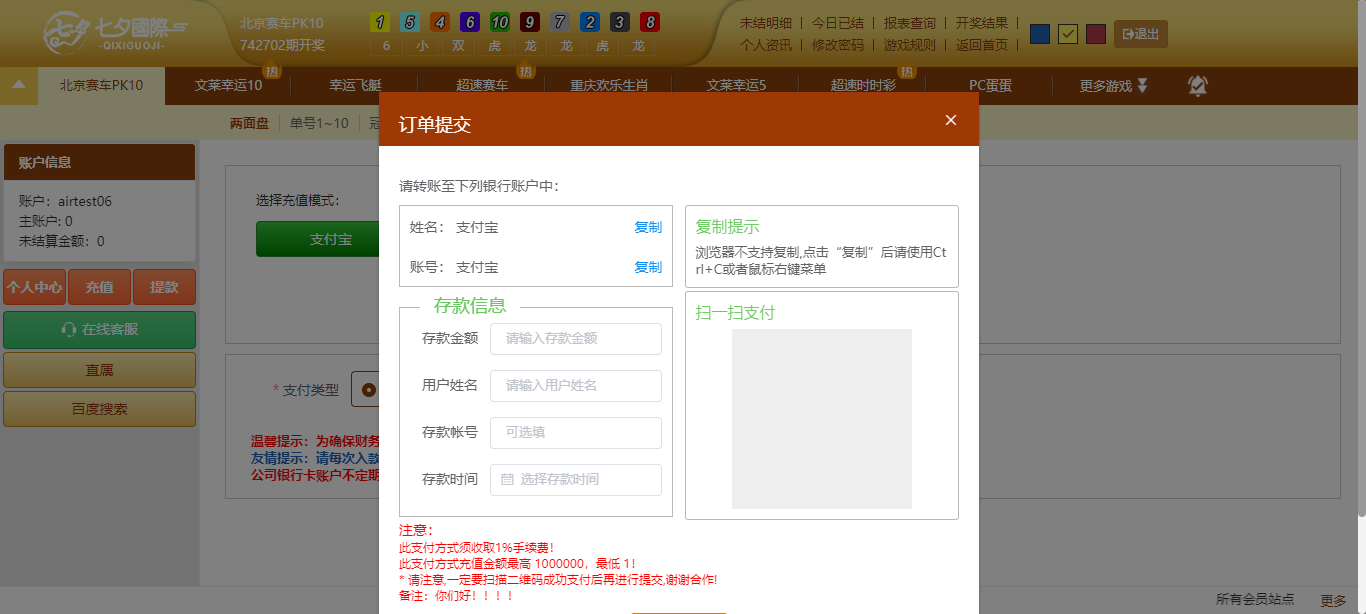 七夕 七夕國際
-QIXIGUOJI-
北京赛车PK10
742702期开奖
1 5 4 6 10 9 7 2 3 8
6 小 双 虎 龙 龙 虎 龙
未结明细 今日已结 报表查询 开奖结果
个人资讯 修改密码 游戏规则 返回首页
退出
热 热 热
北京赛车PK10 文莱幸运10 幸运飞艇 超速赛车 重庆欢乐生肖 文莱幸运5 超速时时彩 PC蛋蛋 更多游戏
两面盘 单号1~10 冠
账户信息
账户：airtest06
主账户: 0
未结算金额：0
个人中心 充值 提款
在线客服
直属
百度搜索
选择充值模式:
支付宝
* 支付类型
温馨提示：为确保财务
友情提示：请每次入款
公司银行卡账户不定期
订单提交
请转账至下列银行账户中：
姓名： 支付宝 复制
账号： 支付宝 复制
复制提示
浏览器不支持复制,点击“复制”后请使用Ct
rl+C或者鼠标右键菜单
存款信息
存款金额 请输入存款金额
用户姓名 请输入用户姓名
存款帐号 可选填
存款时间 选择存款时间
扫一扫支付
注意：
此支付方式须收取1%手续费！
此支付方式充值金额最高 1000000，最低 1！
* 请注意,一定要扫描二维码成功支付后再进行提交,谢谢合作!
备注：你们好！！！！
所有会员站点 更多